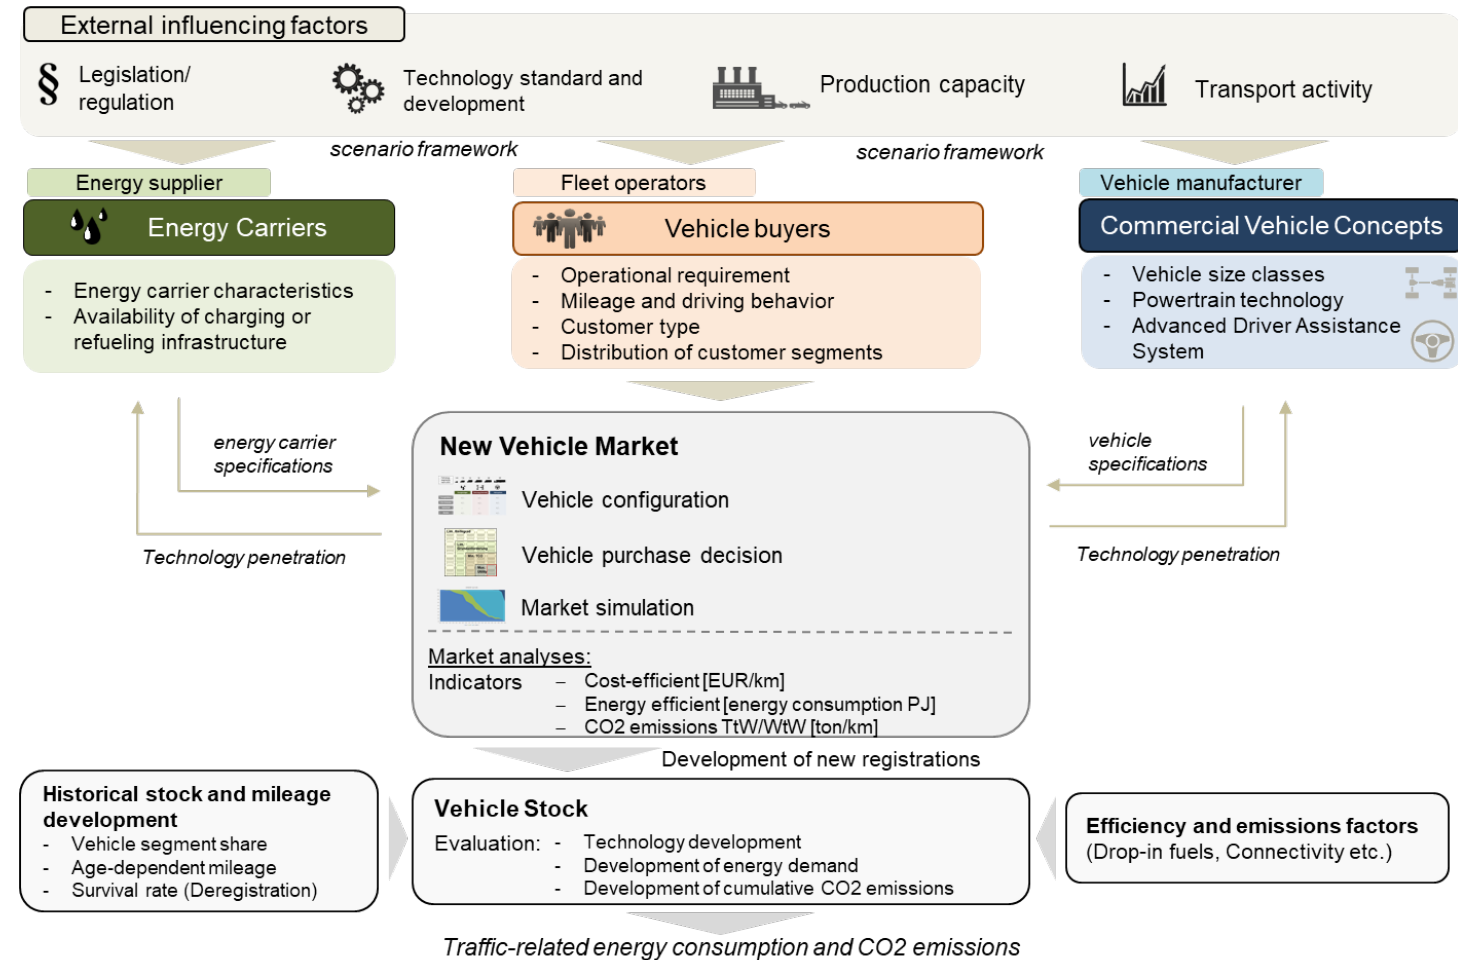 External influencing factors
§ Legislation/
regulation
Technology standard and
development
Production capacity
Transport activity
scenario framework
scenario framework
Energy supplier
Energy Carriers
- Energy carrier characteristics
- Availability of charging or
refueling infrastructure
Fleet operators
Vehicle buyers
- Operational requirement
- Mileage and driving behavior
- Customer type
- Distribution of customer segments
Vehicle manufacturer
Commercial Vehicle Concepts
- Vehicle size classes
- Powertrain technology
- Advanced Driver Assistance
System
energy carrier
specifications
Technology penetration
vehicle
specifications
Technology penetration
New Vehicle Market
Vehicle configuration
Vehicle purchase decision
Market simulation
Market analyses:
Indicators
– Cost-efficient [EUR/km]
– Energy efficient [energy consumption PJ]
– CO2 emissions TtW/WtW [ton/km]
Development of new registrations
Historical stock and mileage
development
- Vehicle segment share
- Age-dependent mileage
- Survival rate (Deregistration)
Vehicle Stock
Evaluation:
- Technology development
- Development of energy demand
- Development of cumulative CO2 emissions
Efficiency and emissions factors
(Drop-in fuels, Connectivity etc.)
Traffic-related energy consumption and CO2 emissions